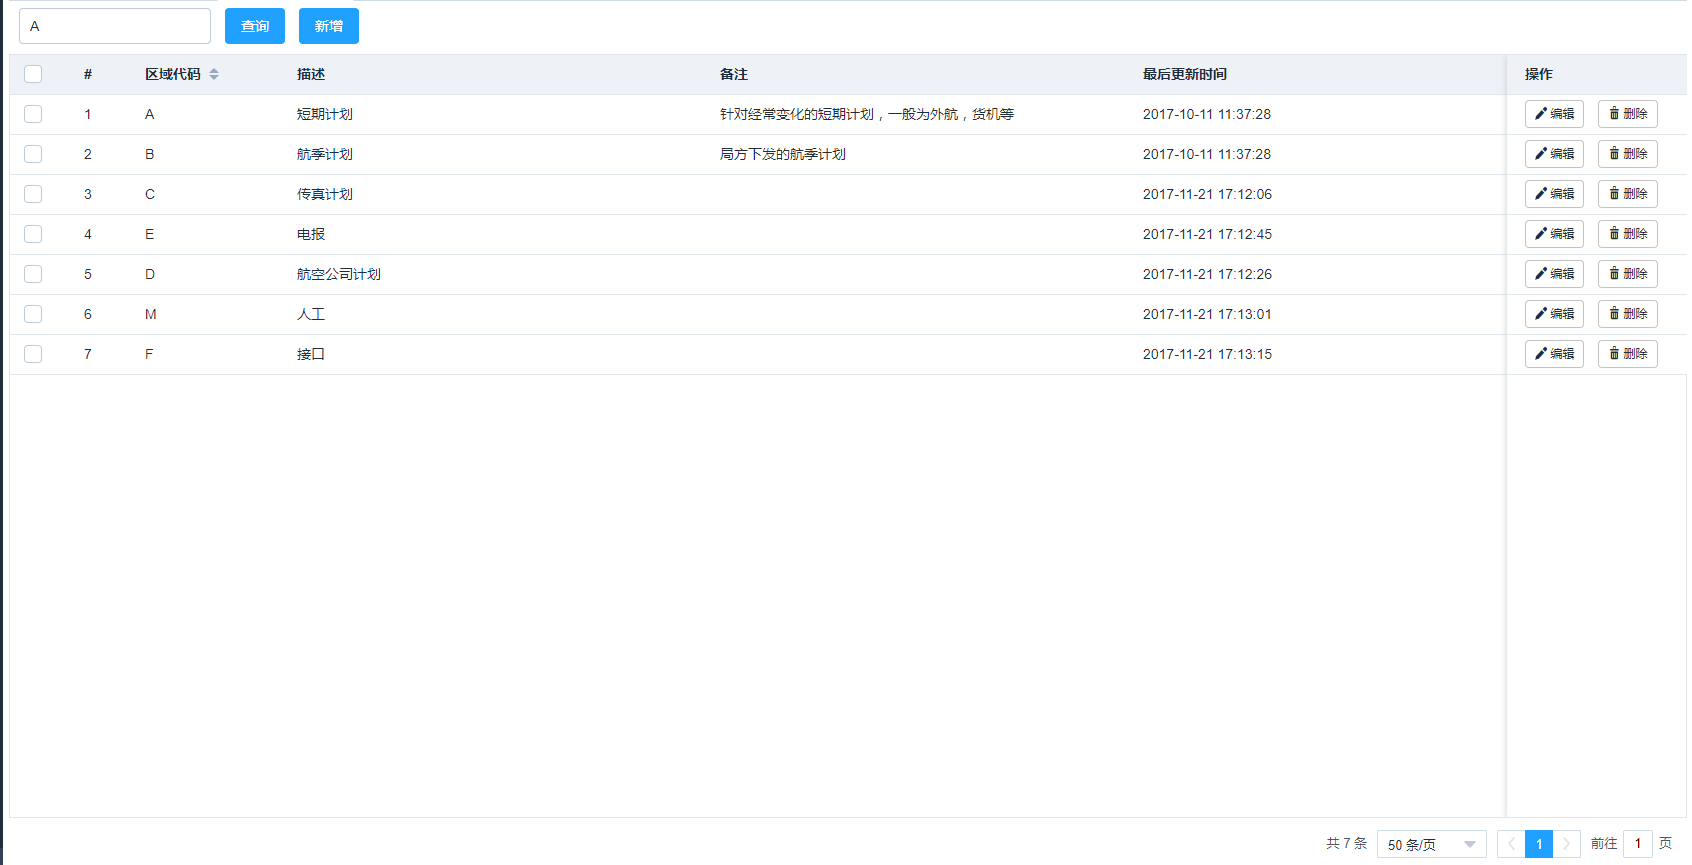 A 查询 新增
# 区域代码 描述 备注 最后更新时间 操作
1 A 短期计划 针对经常变化的短期计划，一般为外航，货机等 2017-10-11 11:37:28 编辑 删除
2 B 航季计划 局方下发的航季计划 2017-10-11 11:37:28 编辑 删除
3 C 传真计划 2017-11-21 17:12:06 编辑 删除
4 E 电报 2017-11-21 17:12:45 编辑 删除
5 D 航空公司计划 2017-11-21 17:12:26 编辑 删除
6 M 人工 2017-11-21 17:13:01 编辑 删除
7 F 接口 2017-11-21 17:13:15 编辑 删除
共 7 条 50 条/页 1 前往 1 页